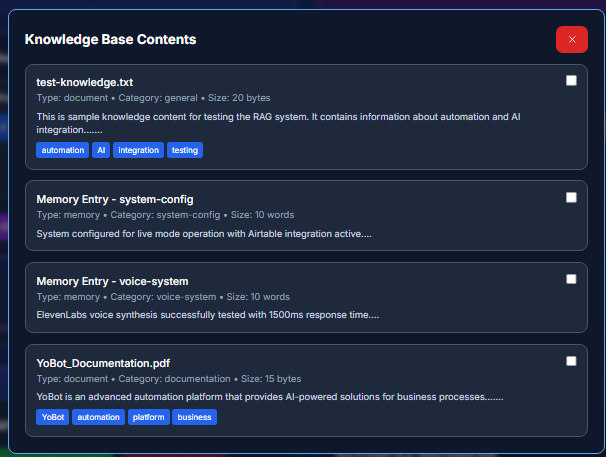 Knowledge Base Contents
×
test-knowledge.txt
Type: document • Category: general • Size: 20 bytes
This is sample knowledge content for testing the RAG system. It contains information about automation and AI
integration.......
automation AI integration testing
Memory Entry - system-config
Type: memory • Category: system-config • Size: 10 words
System configured for live mode operation with Airtable integration active....
Memory Entry - voice-system
Type: memory • Category: voice-system • Size: 10 words
ElevenLabs voice synthesis successfully tested with 1500ms response time....
YoBot_Documentation.pdf
Type: document • Category: documentation • Size: 15 bytes
YoBot is an advanced automation platform that provides AI-powered solutions for business processes.......
YoBot automation platform business